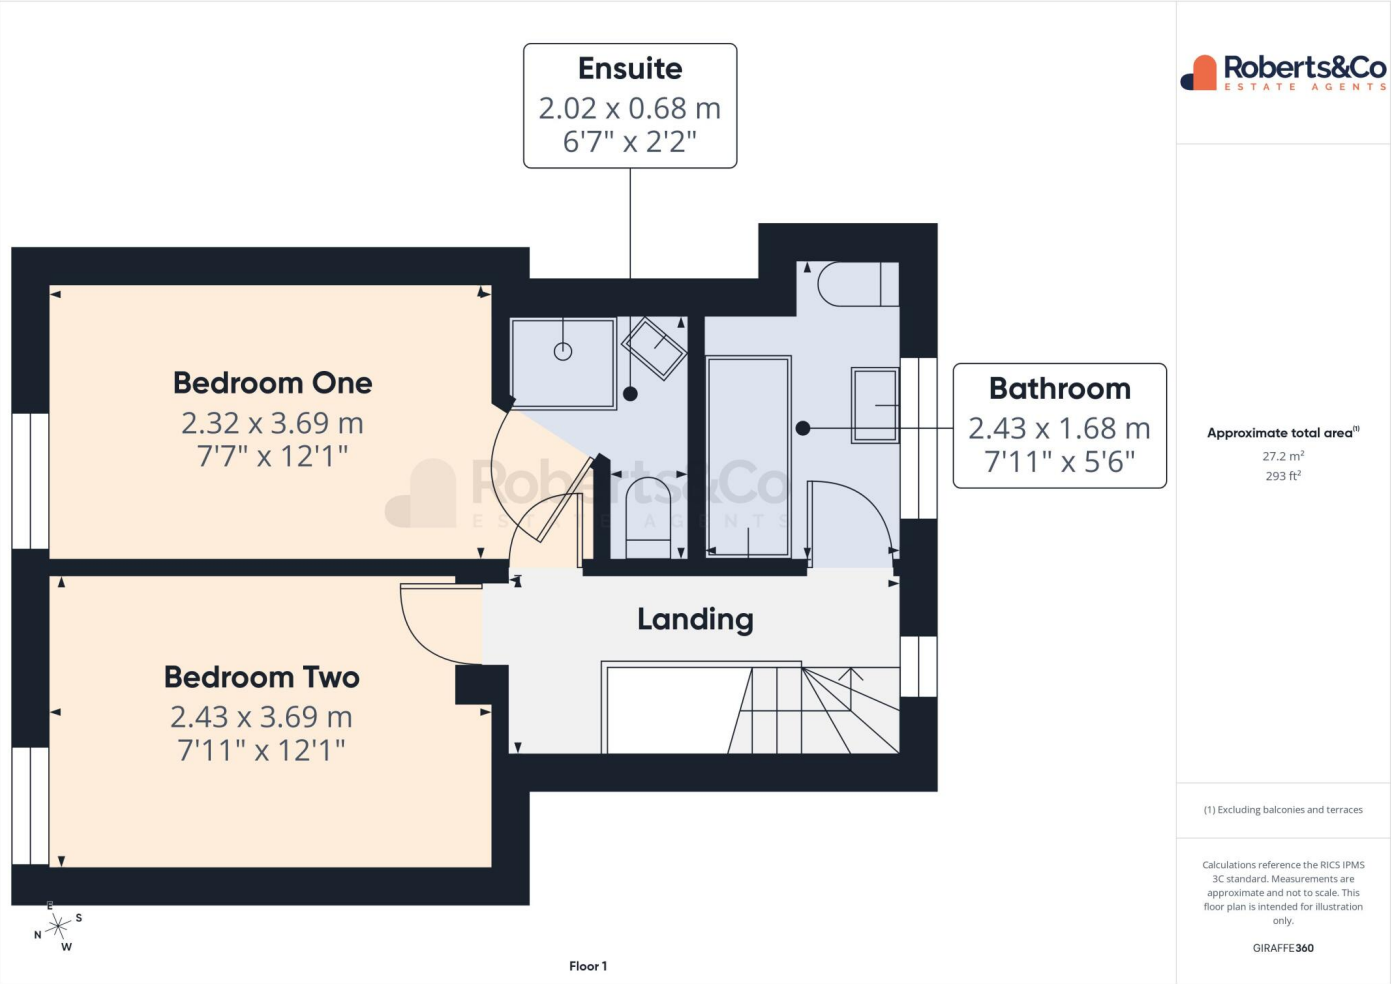 Ensuite
2.02 x 0.68 m
6'7" x 2'2"
Roberts&Co
ESTATE AGENTS
Bedroom One
2.32 x 3.69 m
7'7" x 12'1"
Bathroom
2.43 x 1.68 m
7'11" x 5'6"
Roberts&Co
ESTATE AGENTS
Approximate total area(1)
27.2 m²
293 ft²
Landing
Bedroom Two
2.43 x 3.69 m
7'11" x 12'1"
(1) Excluding balconies and terraces
Calculations reference the RICS IPMS
3C standard. Measurements are
approximate and not to scale. This
floor plan is intended for illustration
only.
GIRAFFE360
E
S
N
W
Floor 1